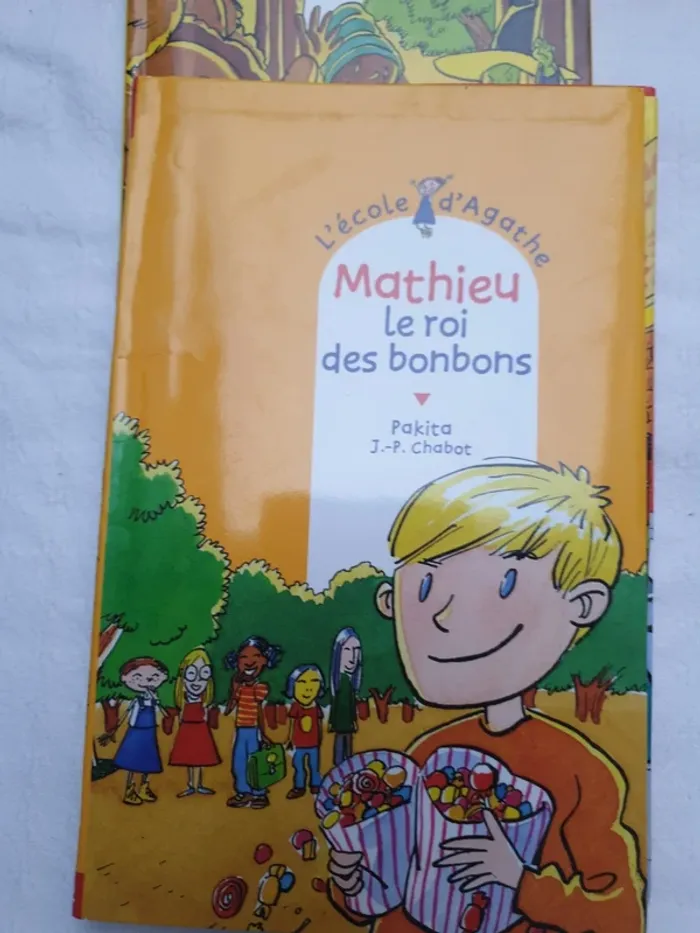 L'école d'Agathe
Mathieu
le roi
des bonbons
Pakita
J.-P. Chabot